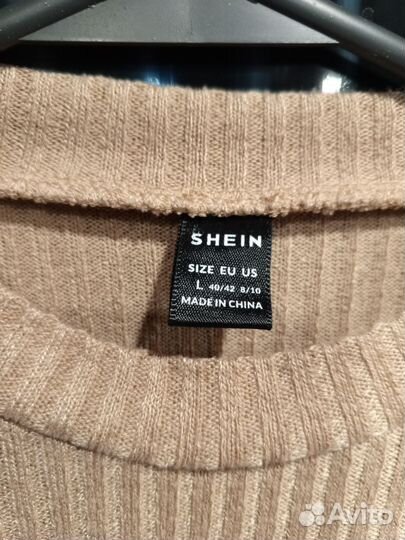 SHEIN
SIZE EU US
L 40/42 8/10
MADE IN CHINA
Avito